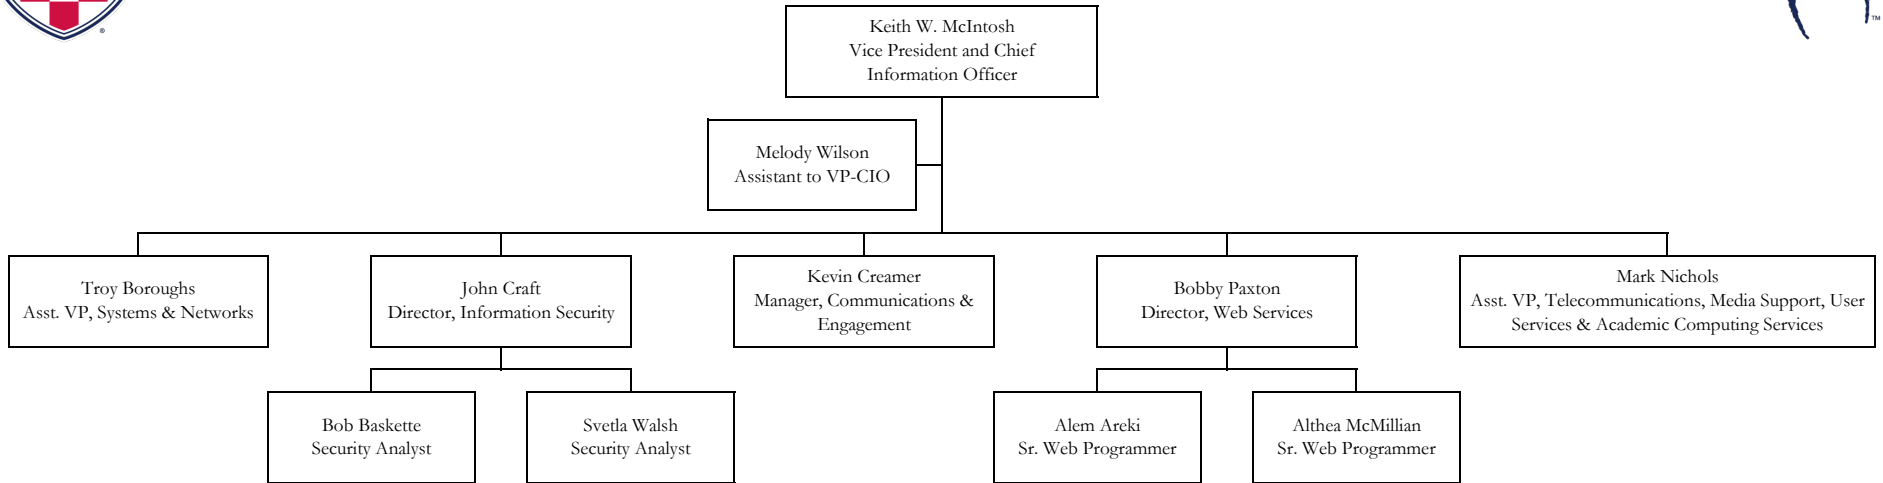 ®
™
Keith W. McIntosh
Vice President and Chief
Information Officer
Melody Wilson
Assistant to VP-CIO
Troy Boroughs
Asst. VP, Systems & Networks
John Craft
Director, Information Security
Kevin Creamer
Manager, Communications &
Engagement
Bobby Paxton
Director, Web Services
Mark Nichols
Asst. VP, Telecommunications, Media Support, User
Services & Academic Computing Services
Bob Baskette
Security Analyst
Svetla Walsh
Security Analyst
Alem Areki
Sr. Web Programmer
Althea McMillian
Sr. Web Programmer